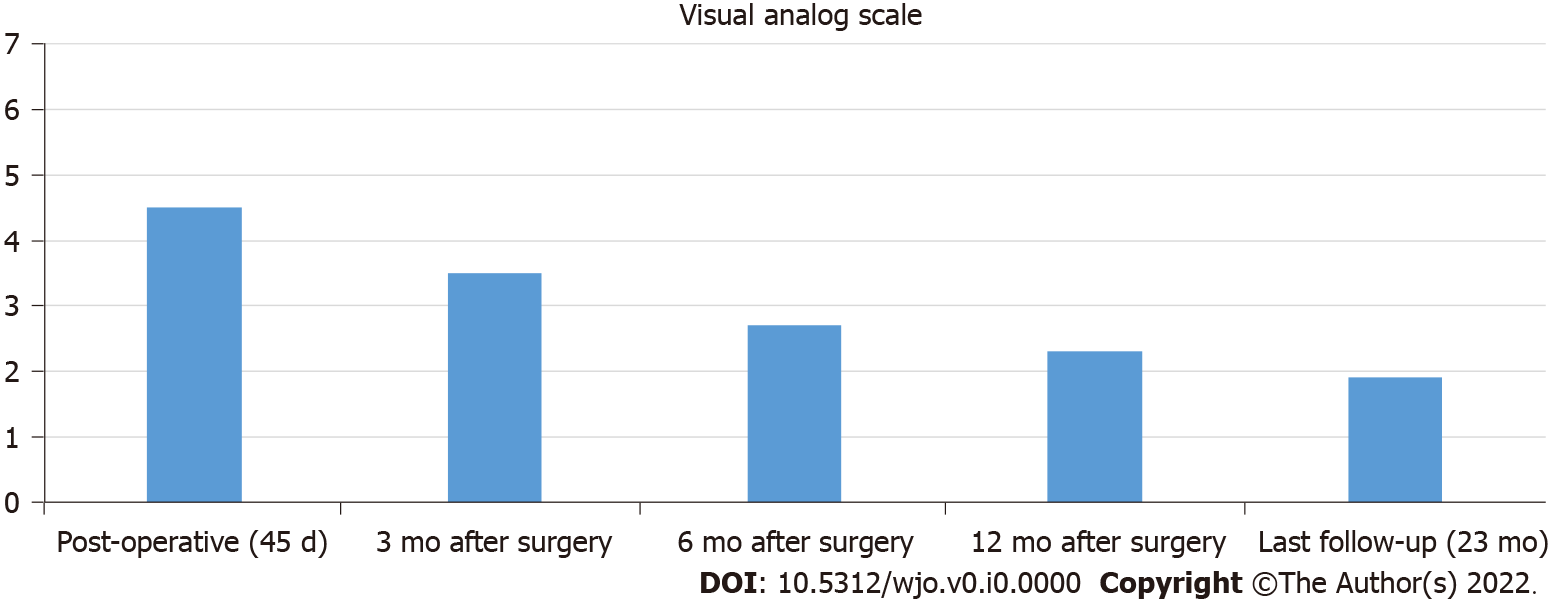 Visual analog scale
7
6
5
4
3
2
1
0
Post-operative (45 d) 3 mo after surgery 6 mo after surgery 12 mo after surgery Last follow-up (23 mo)
DOI: 10.5312/wjo.v0.i0.0000 Copyright ©The Author(s) 2022.